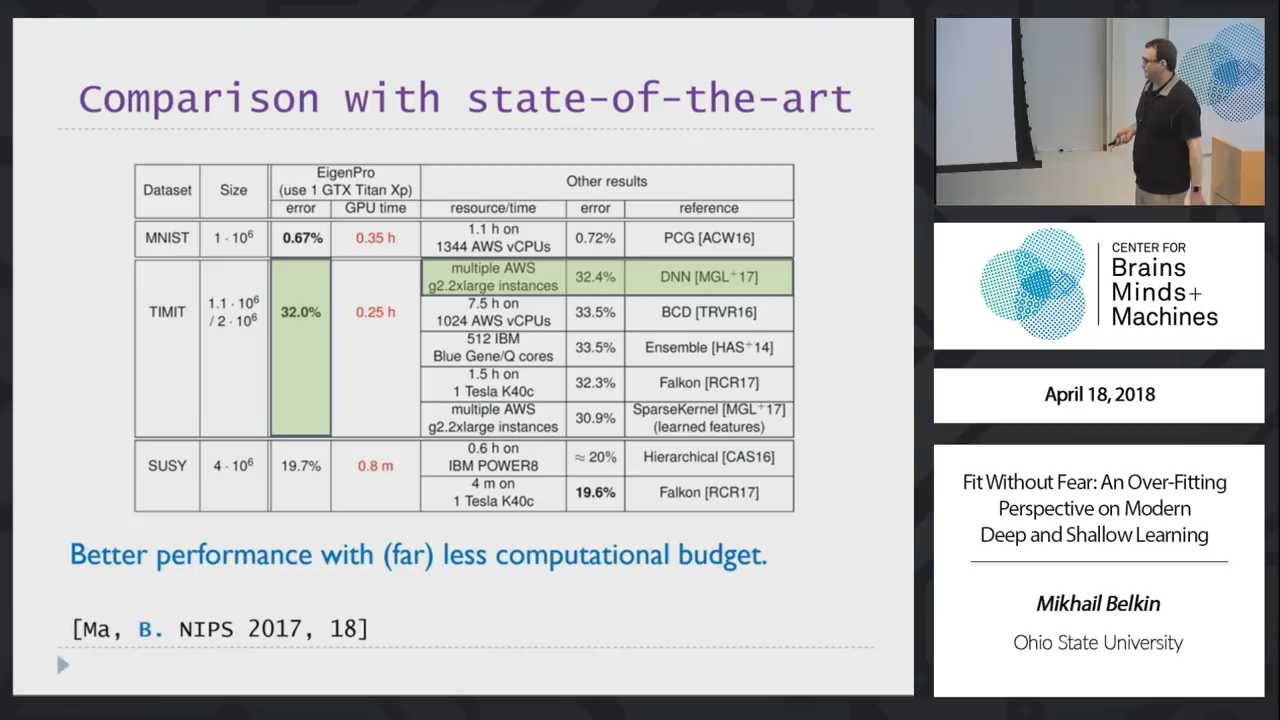 Comparison with state-of-the-art
Dataset Size EigenPro (use 1 GTX Titan Xp) Other results
error GPU time resource/time error reference
MNIST 1 · 10⁶ 0.67% 0.35 h 1.1 h on 1344 AWS vCPUs 0.72% PCG [ACW16]
TIMIT 1.1 · 10⁶ / 2 · 10⁶ 32.0% 0.25 h multiple AWS g2.2xlarge instances 32.4% DNN [MGL⁺17]
7.5 h on 1024 AWS vCPUs 33.5% BCD [TRVR16]
512 IBM Blue Gene/Q cores 33.5% Ensemble [HAS⁺14]
1.5 h on 1 Tesla K40c 32.3% Falkon [RCR17]
multiple AWS g2.2xlarge instances 30.9% SparseKernel [MGL⁺17] (learned features)
SUSY 4 · 10⁶ 19.7% 0.8 m 0.6 h on IBM POWER8 ≈ 20% Hierarchical [CAS16]
4 m on 1 Tesla K40c 19.6% Falkon [RCR17]
Better performance with (far) less computational budget.
[Ma, B. NIPS 2017, 18]
CENTER FOR
Brains
Minds+
Machines
April 18, 2018
Fit Without Fear: An Over-Fitting
Perspective on Modern
Deep and Shallow Learning
Mikhail Belkin
Ohio State University